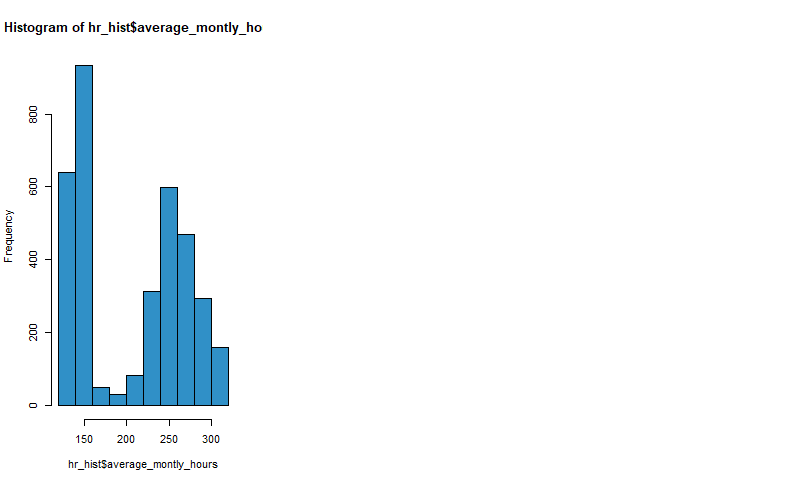 Histogram of hr_hist$average_montly_ho
Frequency
800
600
400
200
0
150 200 250 300
hr_hist$average_montly_hours